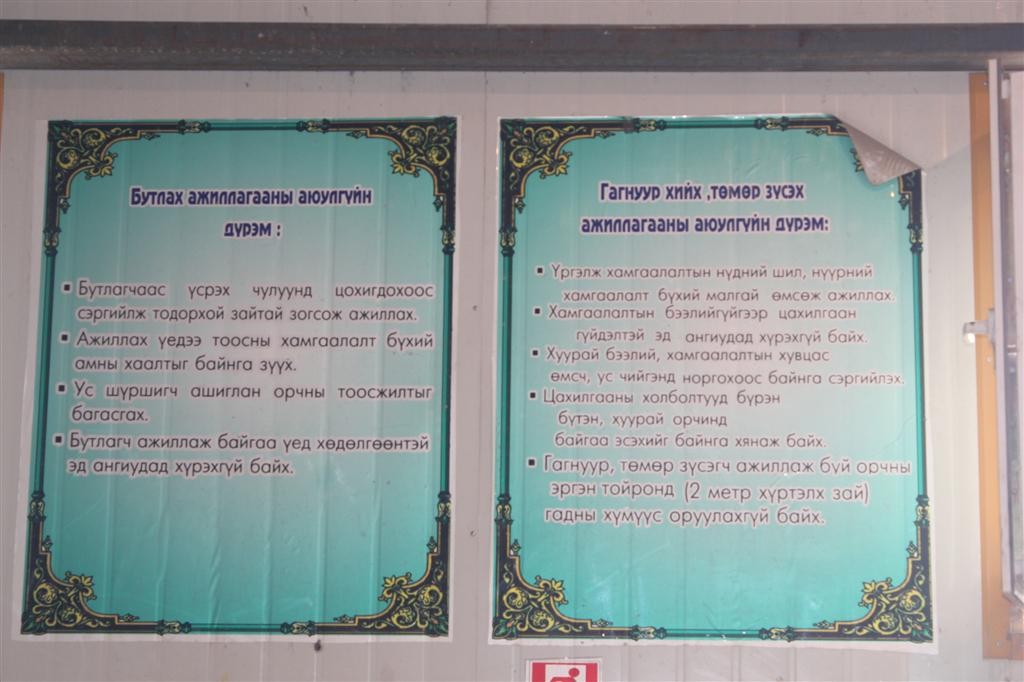 Бутлах ажиллагааны аюулгүйн
дүрэм :
▪ Бутлагчаас үсрэх чулуунд цохигдохоос
сэргийлж тодорхой зайтай зогсож ажиллах.
▪ Ажиллах үедээ тоосны хамгаалалт бүхий
амны хаалтыг байнга зүүх.
▪ Ус шүршигч ашиглан орчны тоосжилтыг
багасгах.
▪ Бутлагч ажиллаж байгаа үед хөдөлгөөнтэй
эд ангиудад хүрэхгүй байх.
Гагнуур хийх ,төмөр зүсэх
ажиллагааны аюулгүйн дүрэм:
▪ Үргэлж хамгаалалтын нүдний шил, нүүрний
хамгаалалт бүхий малгай өмсөж ажиллах.
▪ Хамгаалалтын бээлийгүйгээр цахилгаан
гүйдэлтэй эд ангиудад хүрэхгүй байх.
▪ Хуурай бээлий, хамгаалалтын хувцас
өмсч, ус чийгэнд норгохоос байнга сэргийлэх.
▪ Цахилгааны холболтууд бүрэн
бүтэн, хуурай орчинд
байгаа эсэхийг байнга хянаж байх.
▪ Гагнуур, төмөр зүсэгч ажиллаж буй орчны
эргэн тойронд (2 метр хүртэлх зай)
гадны хүмүүс оруулахгүй байх.